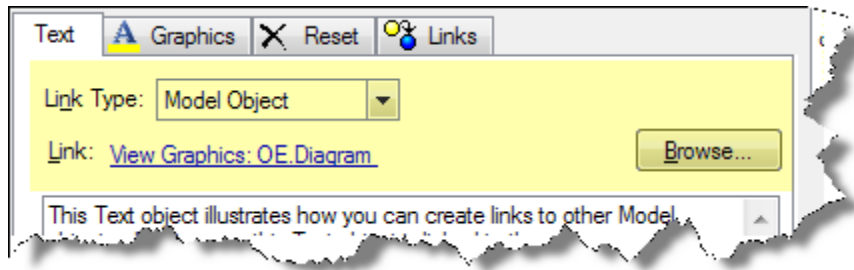 Text A Graphics Reset Links
Link Type: Model Object
Link: View Graphics: OE.Diagram Browse...
This Text object illustrates how you can create links to other Model